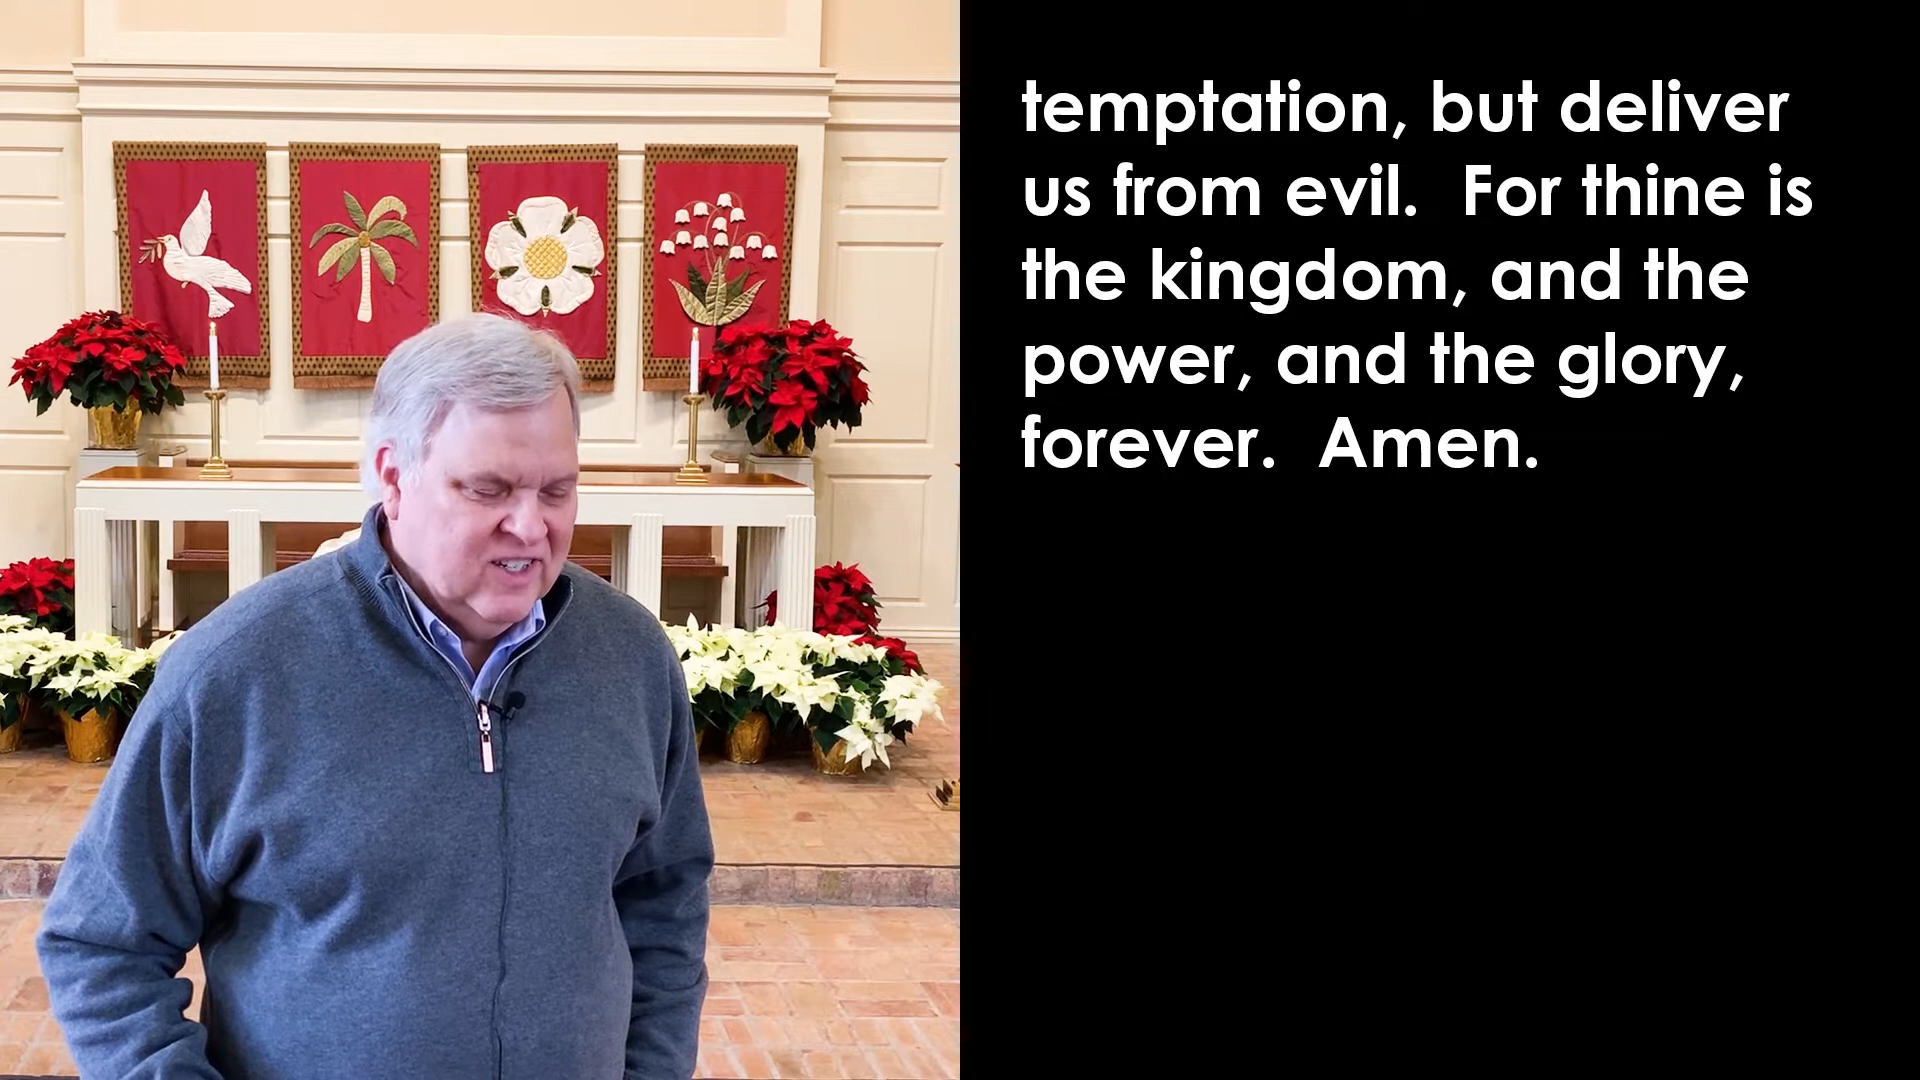 temptation, but deliver
us from evil.  For thine is
the kingdom, and the
power, and the glory,
forever.  Amen.